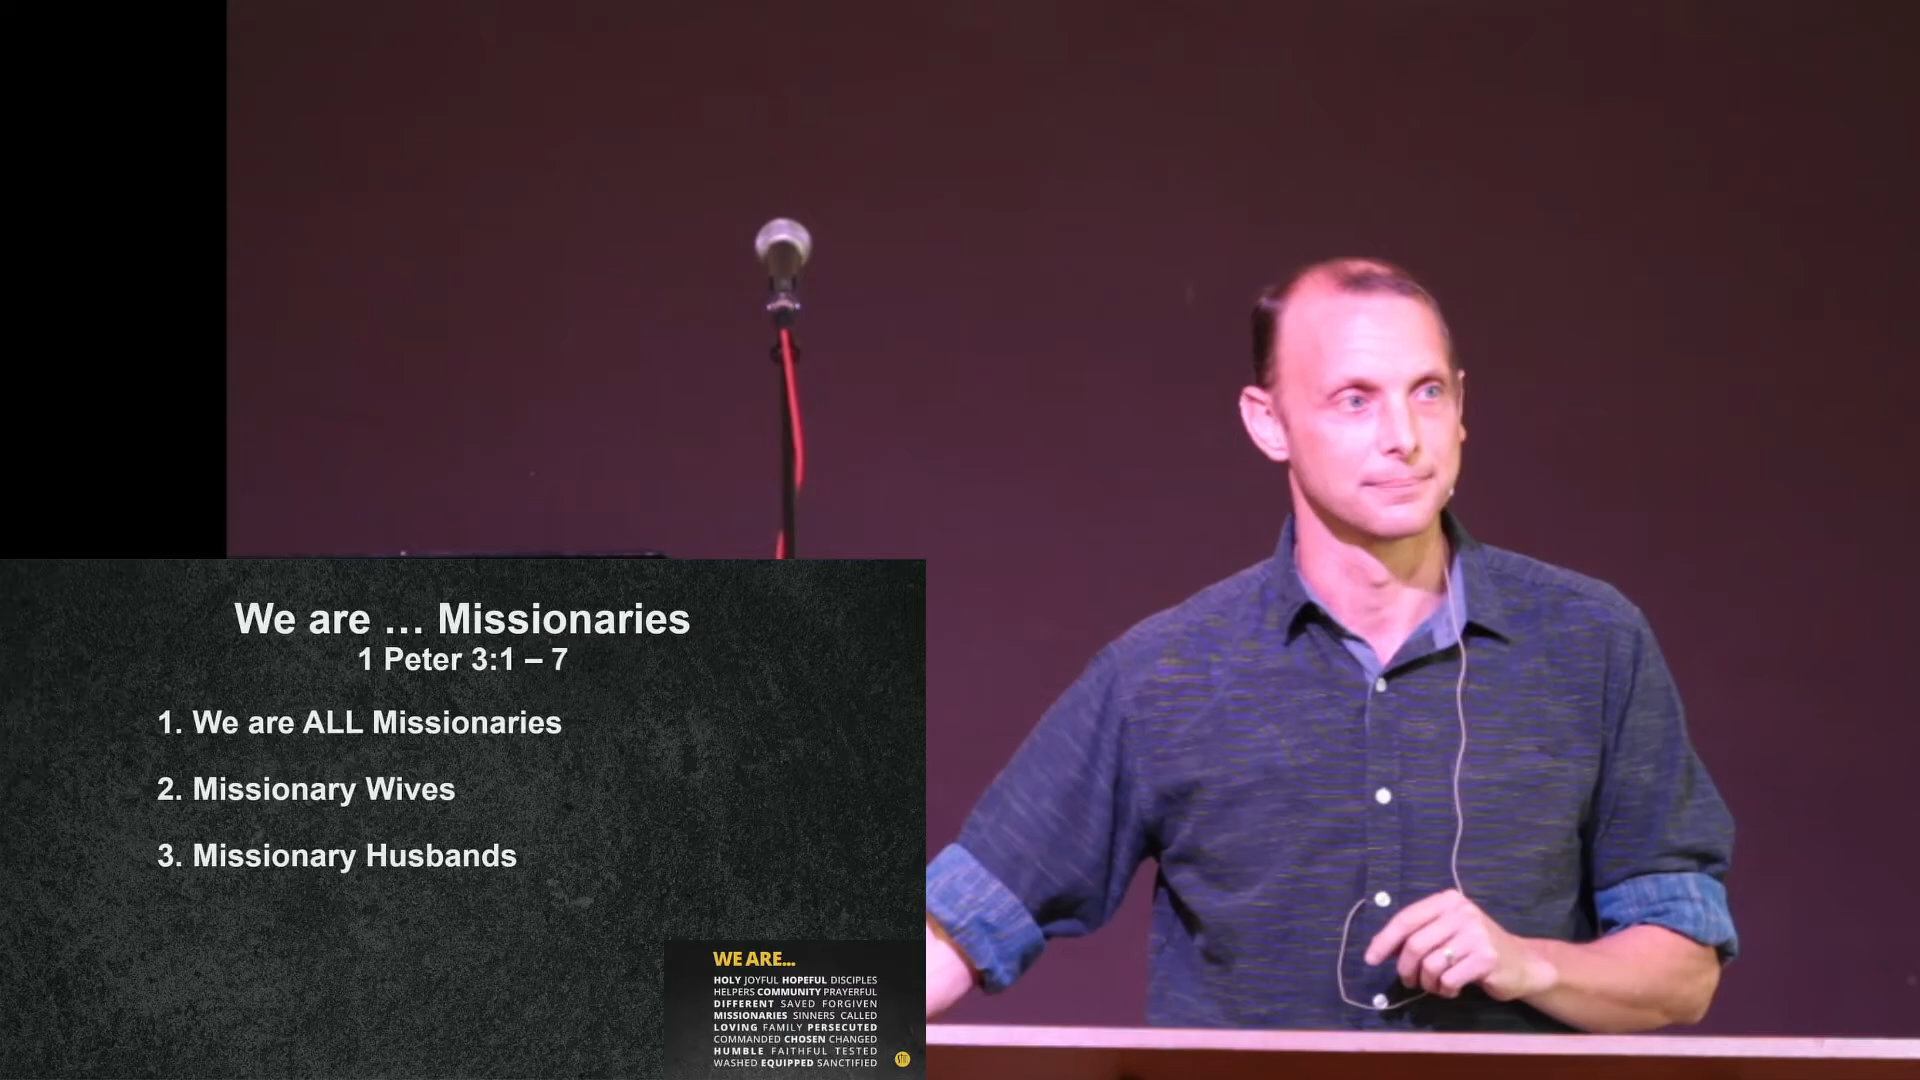 We are … Missionaries
1 Peter 3:1 – 7
1. We are ALL Missionaries
2. Missionary Wives
3. Missionary Husbands
WE ARE...
HOLY JOYFUL HOPEFUL DISCIPLES
HELPERS COMMUNITY PRAYERFUL
DIFFERENT SAVED FORGIVEN
MISSIONARIES SINNERS CALLED
LOVING FAMILY PERSECUTED
COMMANDED CHOSEN CHANGED
HUMBLE FAITHFUL TESTED
WASHED EQUIPPED SANCTIFIED